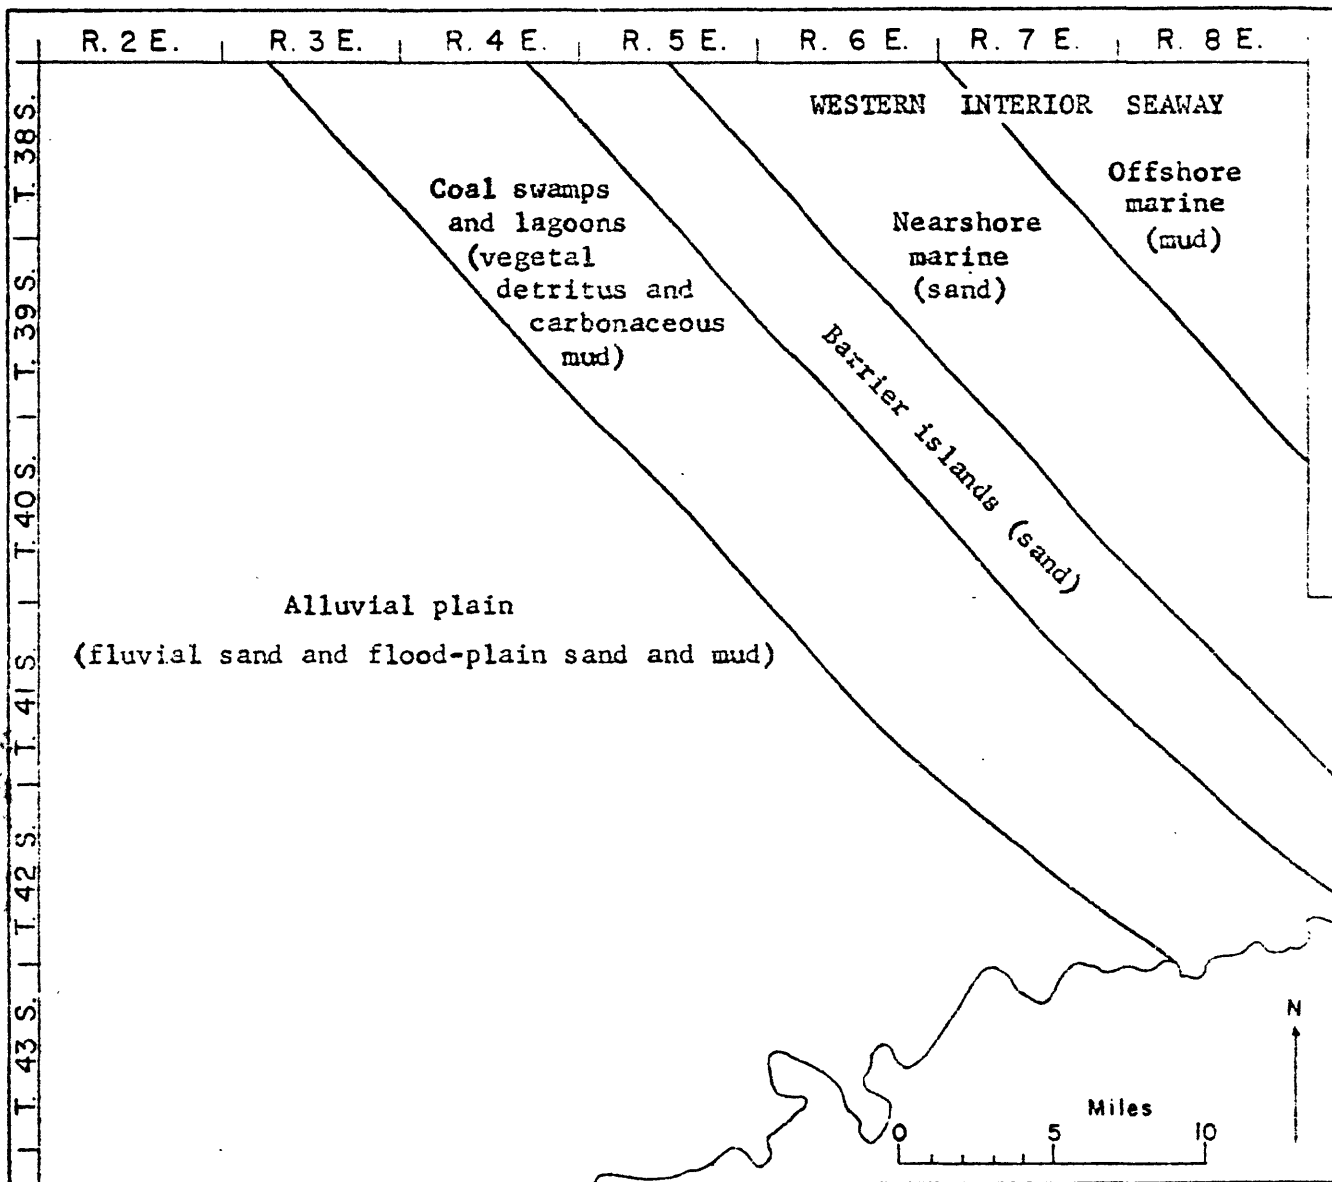 R. 2 E. R. 3 E. R. 4 E. R. 5 E. R. 6 E. R. 7 E. R. 8 E.
T. 38 S.
T. 39 S.
T. 40 S.
T. 41 S.
T. 42 S.
T. 43 S.
WESTERN INTERIOR SEAWAY
Offshore
marine
(mud)
Nearshore
marine
(sand)
Coal swamps
and lagoons
(vegetal
detritus and
carbonaceous
mud)
Barrier islands (sand)
Alluvial plain
(fluvial sand and flood-plain sand and mud)
N
Miles
0 5 10